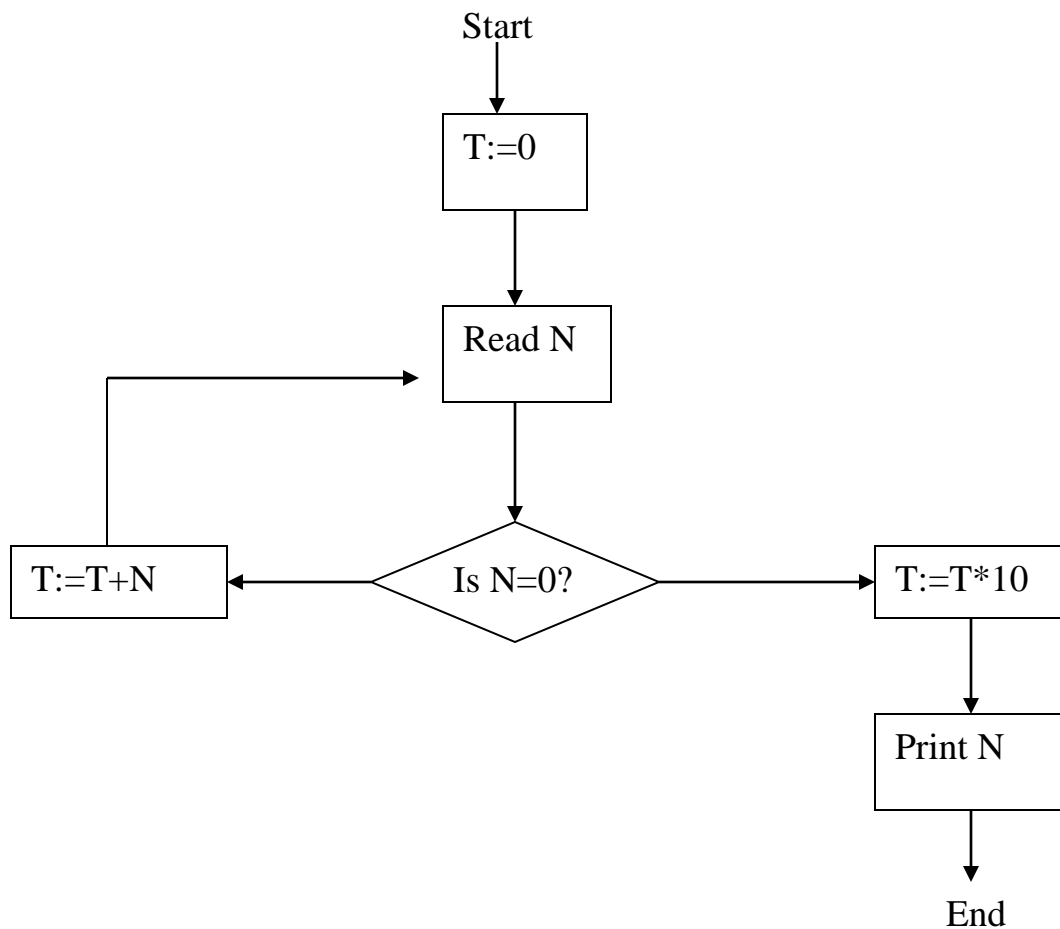 Start
T:=0
Read N
T:=T+N
Is N=0?
T:=T*10
Print N
End